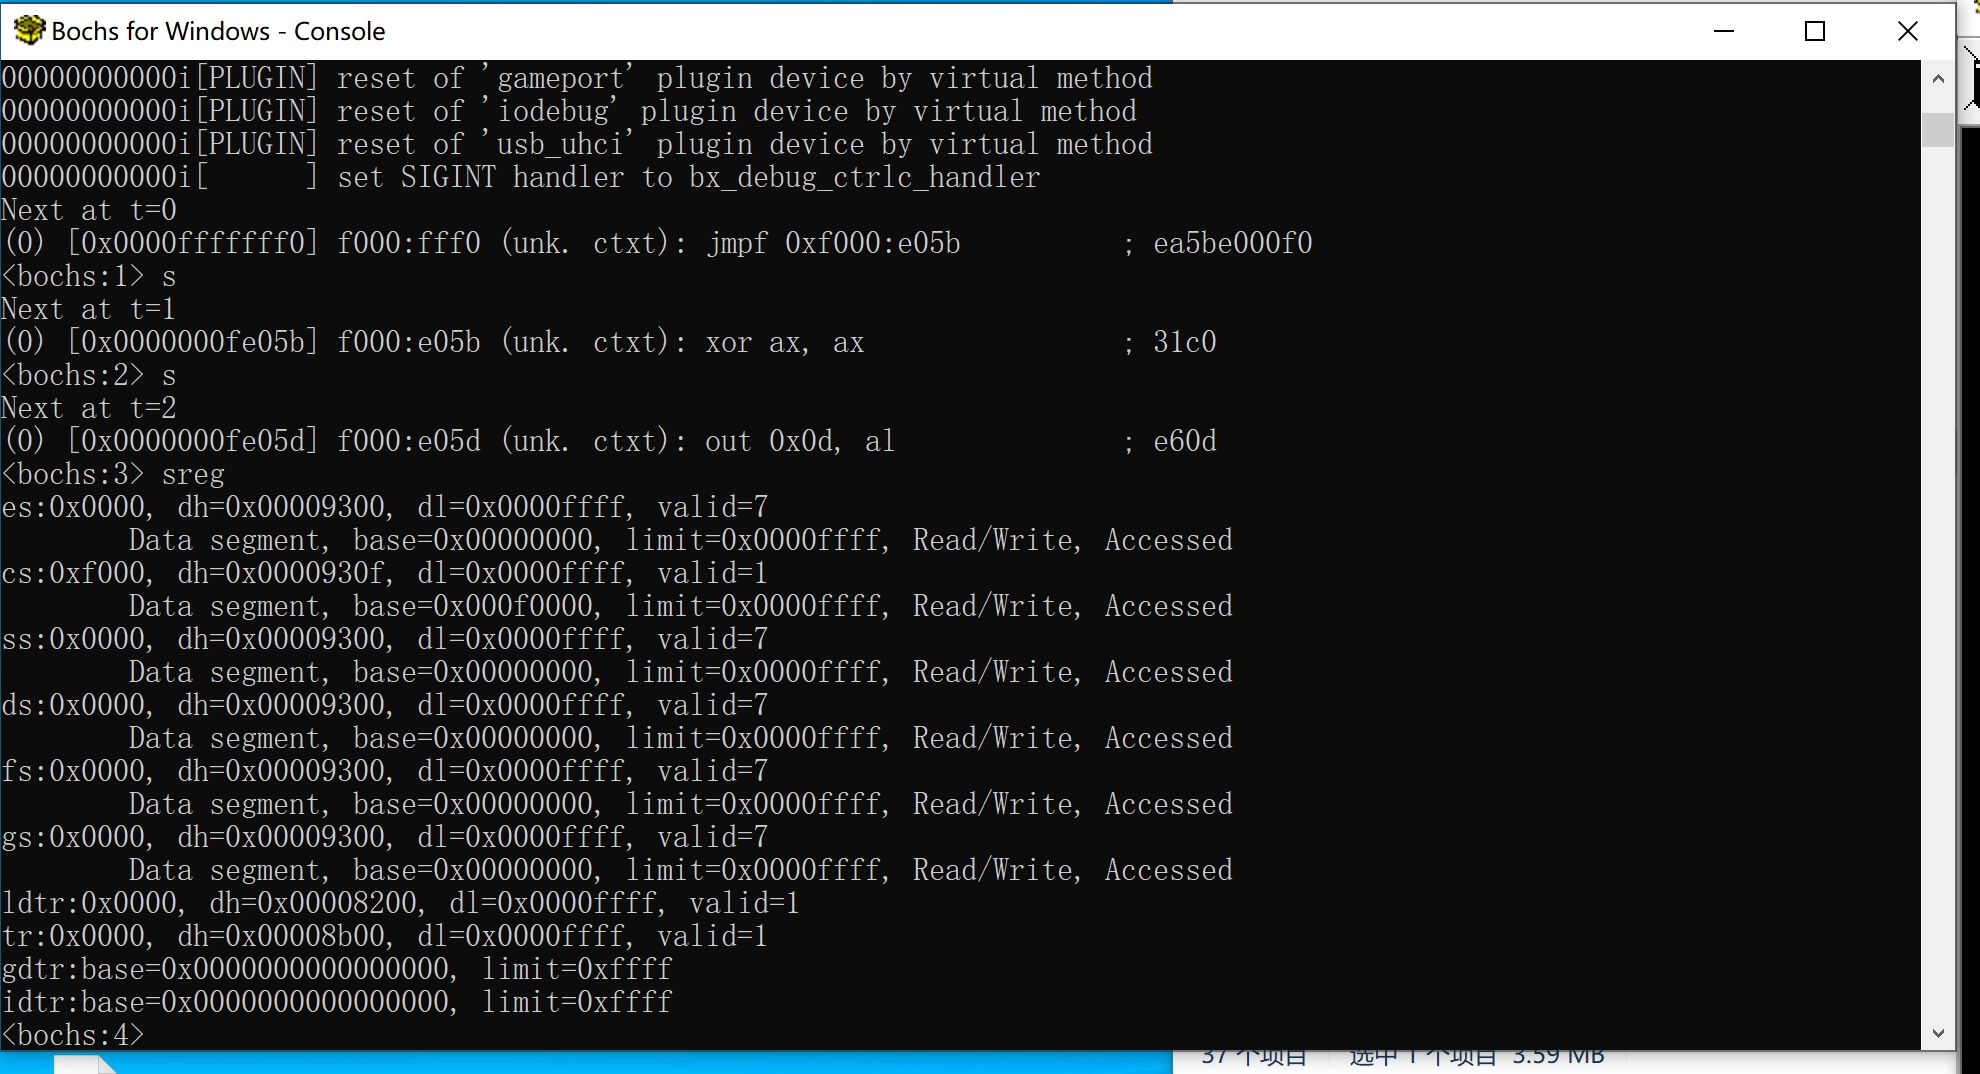 Bochs for Windows - Console
00000000000i[PLUGIN] reset of 'gameport' plugin device by virtual method
00000000000i[PLUGIN] reset of 'iodebug' plugin device by virtual method
00000000000i[PLUGIN] reset of 'usb_uhci' plugin device by virtual method
00000000000i[      ] set SIGINT handler to bx_debug_ctrlc_handler
Next at t=0
(0) [0x0000fffffff0] f000:fff0 (unk. ctxt): jmpf 0xf000:e05b          ; ea5be000f0
<bochs:1> s
Next at t=1
(0) [0x0000000fe05b] f000:e05b (unk. ctxt): xor ax, ax                ; 31c0
<bochs:2> s
Next at t=2
(0) [0x0000000fe05d] f000:e05d (unk. ctxt): out 0x0d, al              ; e60d
<bochs:3> sreg
es:0x0000, dh=0x00009300, dl=0x0000ffff, valid=7
        Data segment, base=0x00000000, limit=0x0000ffff, Read/Write, Accessed
cs:0xf000, dh=0x0000930f, dl=0x0000ffff, valid=1
        Data segment, base=0x000f0000, limit=0x0000ffff, Read/Write, Accessed
ss:0x0000, dh=0x00009300, dl=0x0000ffff, valid=7
        Data segment, base=0x00000000, limit=0x0000ffff, Read/Write, Accessed
ds:0x0000, dh=0x00009300, dl=0x0000ffff, valid=7
        Data segment, base=0x00000000, limit=0x0000ffff, Read/Write, Accessed
fs:0x0000, dh=0x00009300, dl=0x0000ffff, valid=7
        Data segment, base=0x00000000, limit=0x0000ffff, Read/Write, Accessed
gs:0x0000, dh=0x00009300, dl=0x0000ffff, valid=7
        Data segment, base=0x00000000, limit=0x0000ffff, Read/Write, Accessed
ldtr:0x0000, dh=0x00008200, dl=0x0000ffff, valid=1
tr:0x0000, dh=0x00008b00, dl=0x0000ffff, valid=1
gdtr:base=0x0000000000000000, limit=0xffff
idtr:base=0x0000000000000000, limit=0xffff
<bochs:4>
37 个项目 选中 1 个项目 3.59 MB